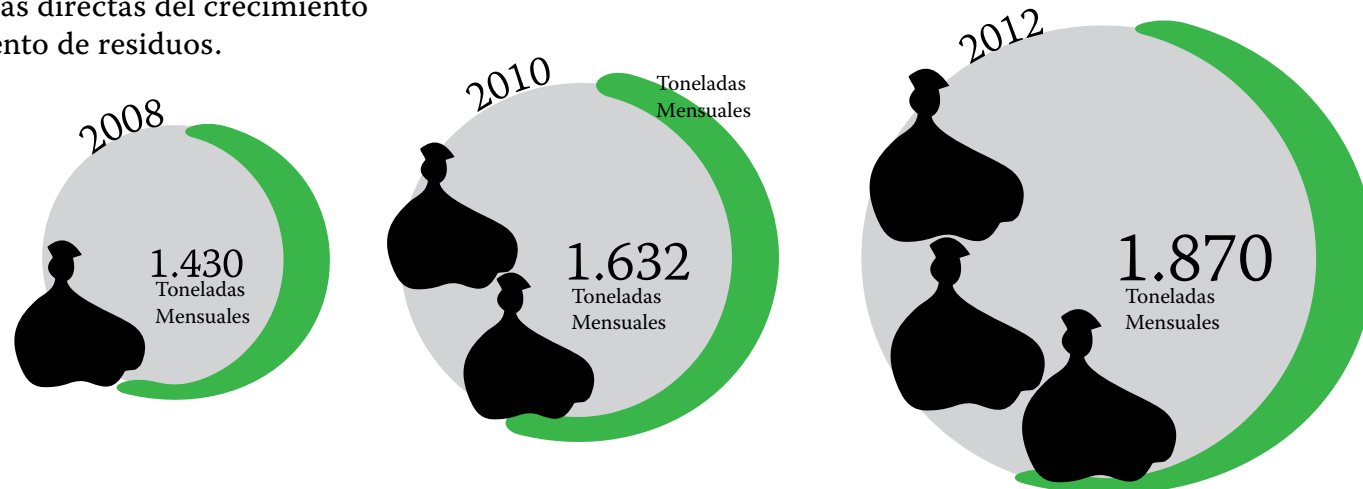 as directas del crecimiento
ento de residuos.
2008
1.430
Toneladas
Mensuales
2010
Toneladas
Mensuales
1.632
Toneladas
Mensuales
2012
1.870
Toneladas
Mensuales